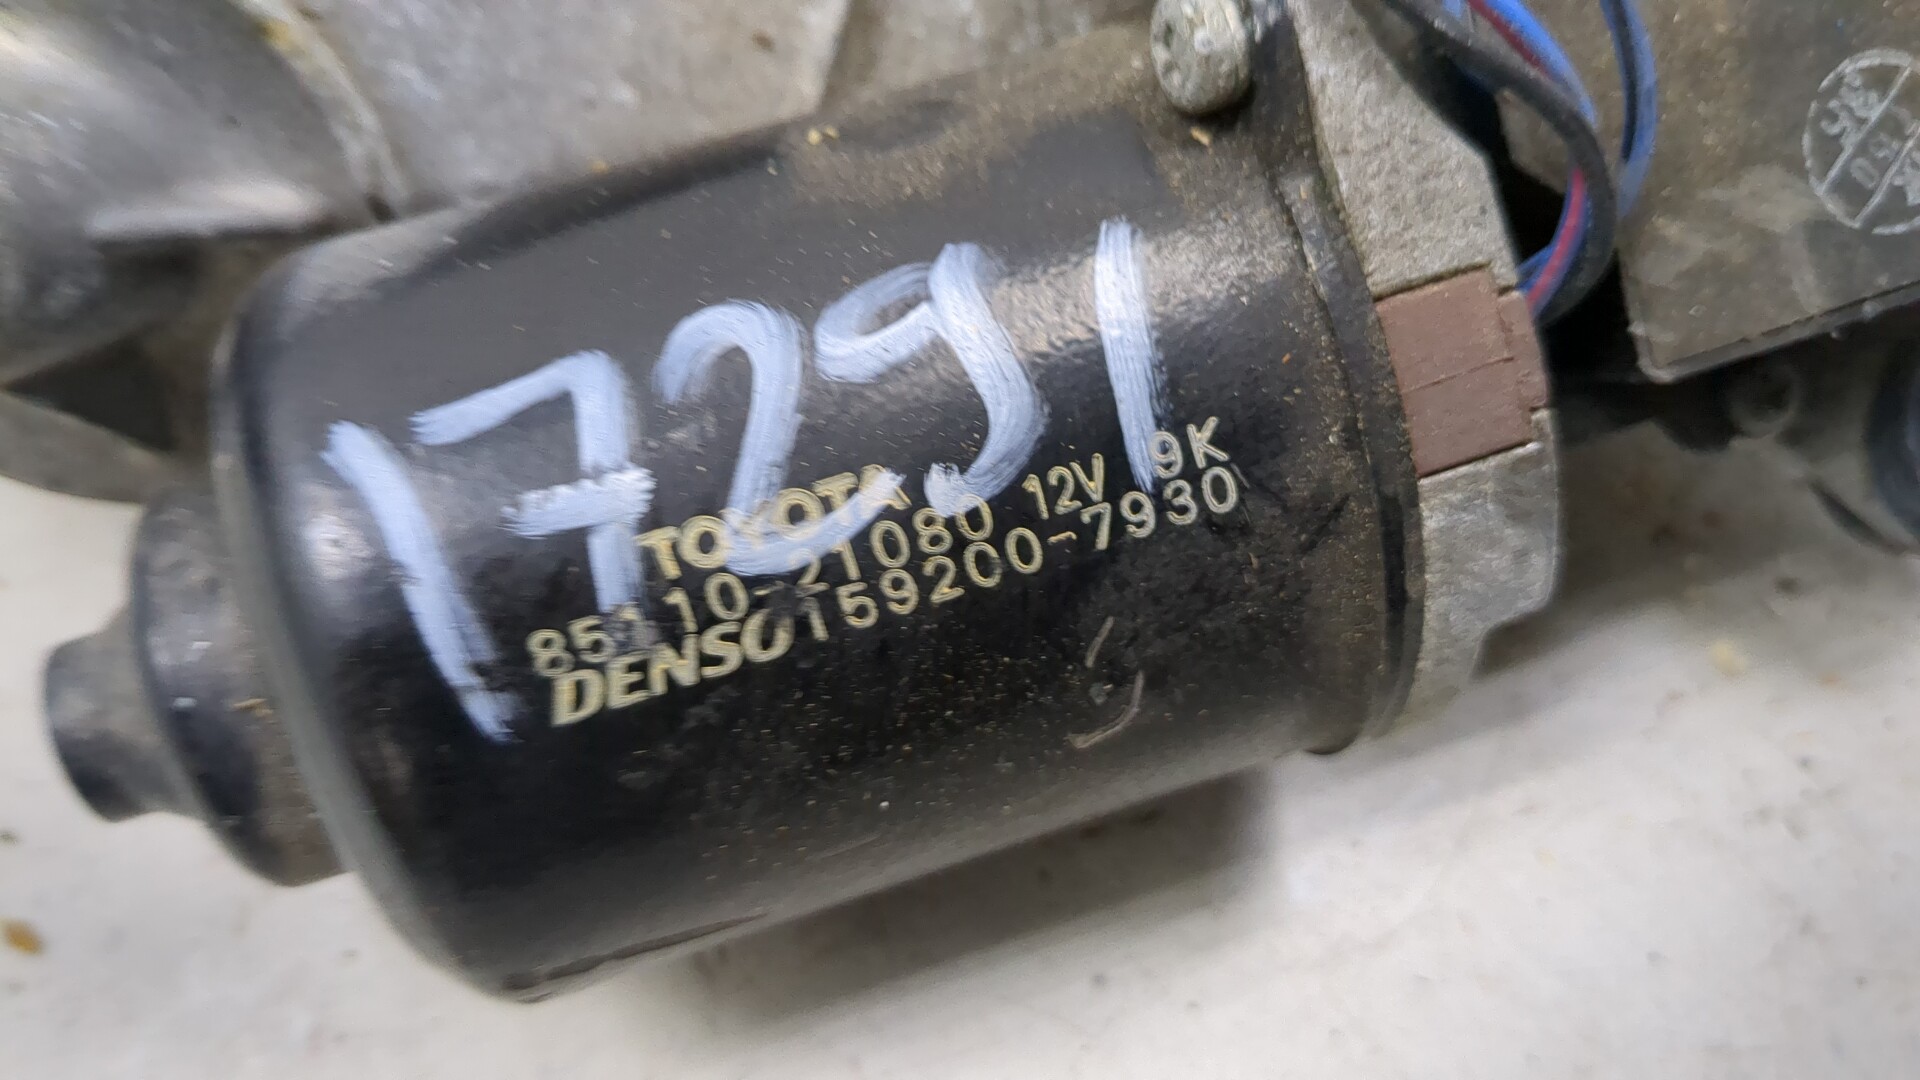 17291
TOYOTA
85110-21080 12V 9K
DENSO 159200-7930